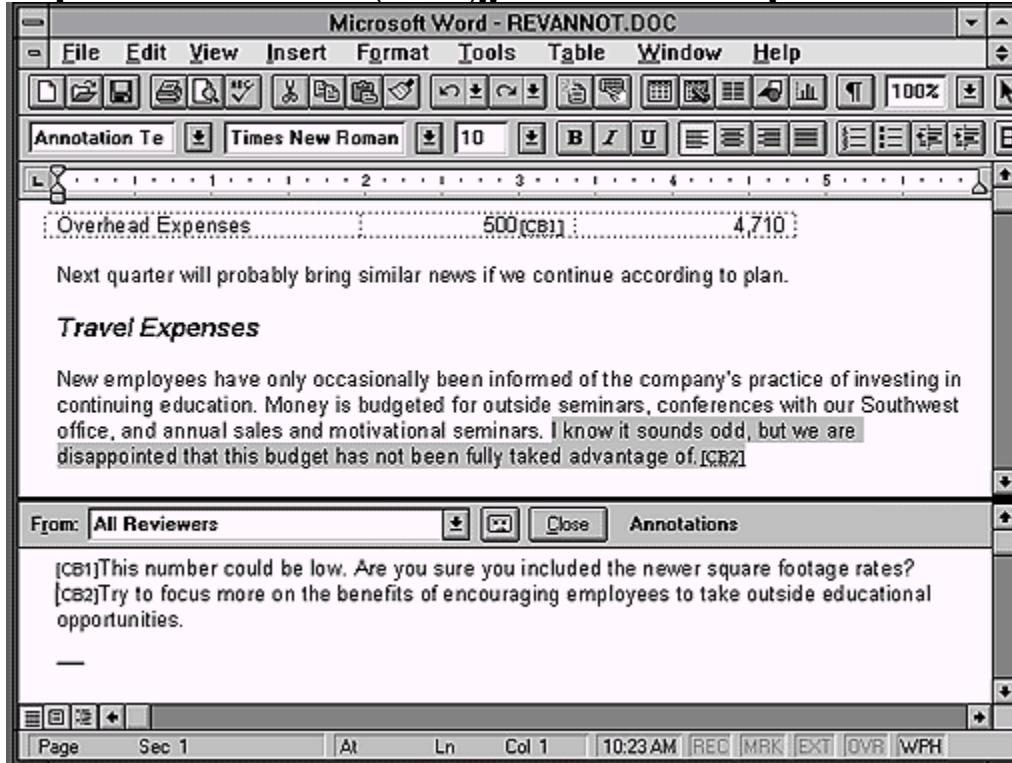 Microsoft Word - REVANNOT.DOC
File Edit View Insert Format Tools Table Window Help
ABC 100%
Annotation Te Times New Roman 10 B I U
L 1 2 3 4 5
Overhead Expenses 500[CB1] 4,710
Next quarter will probably bring similar news if we continue according to plan.
Travel Expenses
New employees have only occasionally been informed of the company's practice of investing in
continuing education. Money is budgeted for outside seminars, conferences with our Southwest
office, and annual sales and motivational seminars. I know it sounds odd, but we are
disappointed that this budget has not been fully taked advantage of.[CB2]
From: All Reviewers Close Annotations
[CB1]This number could be low. Are you sure you included the newer square footage rates?
[CB2]Try to focus more on the benefits of encouraging employees to take outside educational
opportunities.
Page Sec 1 At Ln Col 1 10:23 AM REC MRK EXT OVR WPH